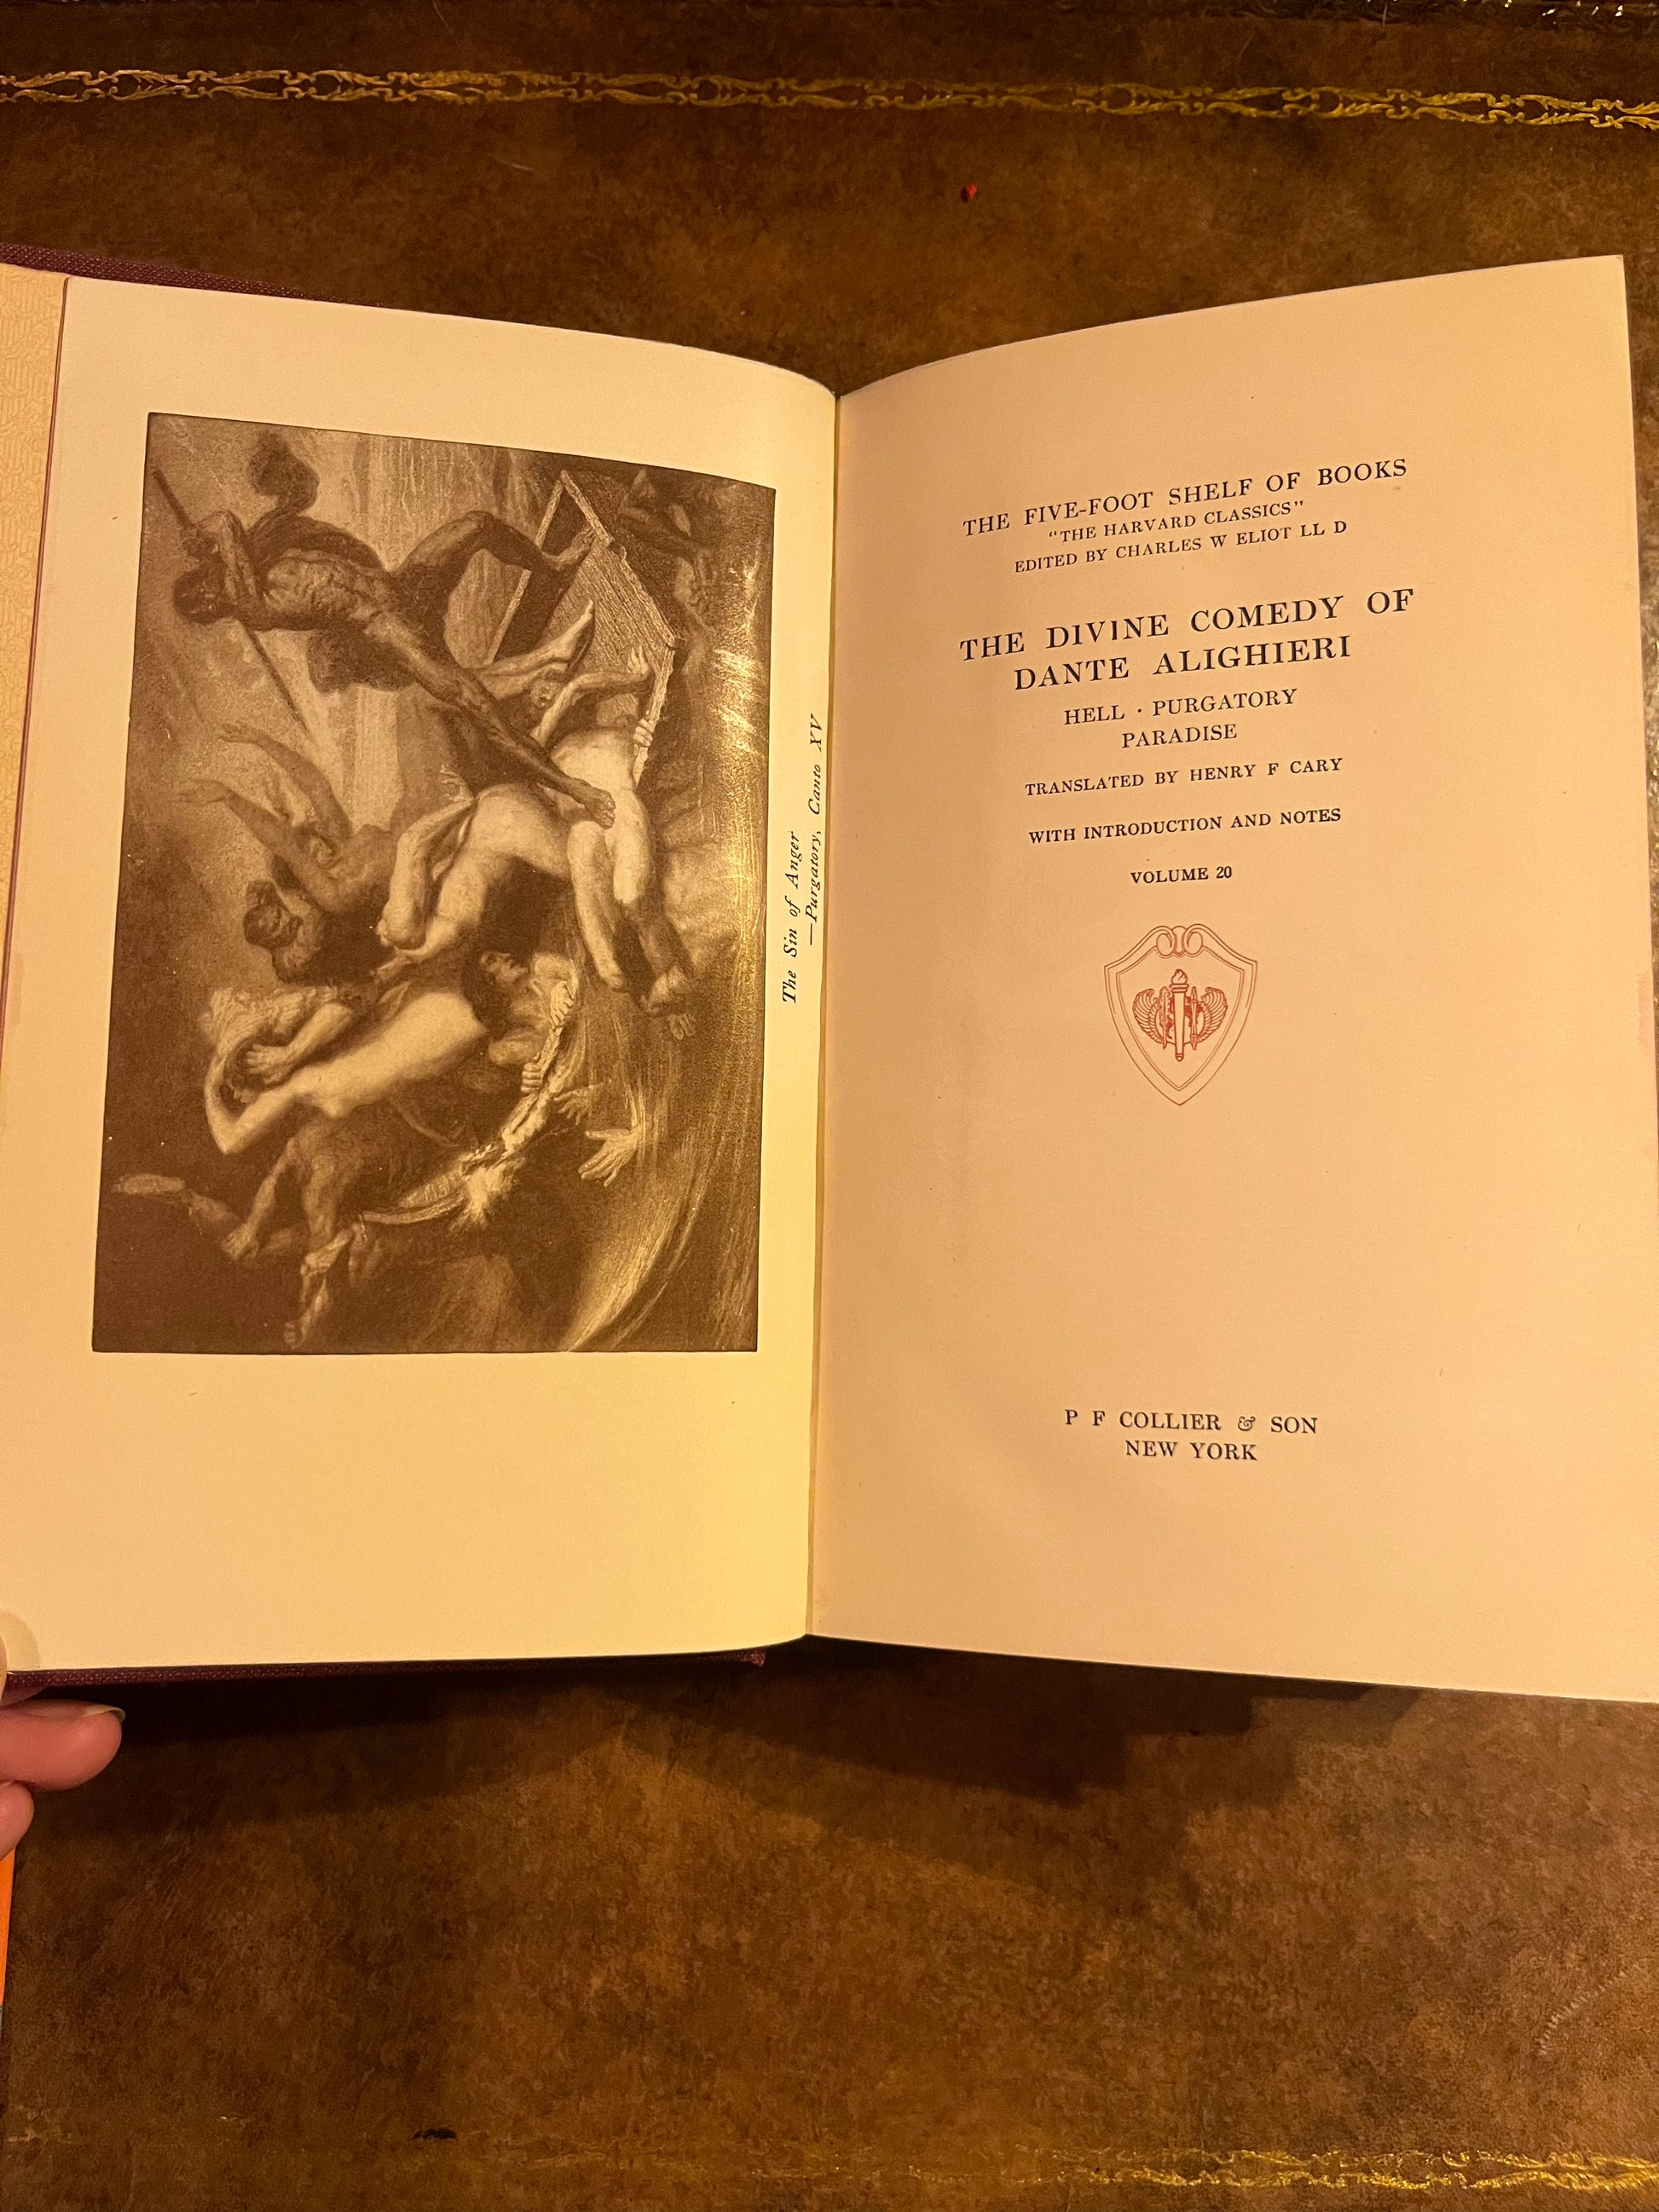 The Sin of Anger
—Purgatory, Canto XV
THE FIVE-FOOT SHELF OF BOOKS
"THE HARVARD CLASSICS"
EDITED BY CHARLES W ELIOT LL D
THE DIVINE COMEDY OF
DANTE ALIGHIERI
HELL · PURGATORY
PARADISE
TRANSLATED BY HENRY F CARY
WITH INTRODUCTION AND NOTES
VOLUME 20
P F COLLIER & SON
NEW YORK